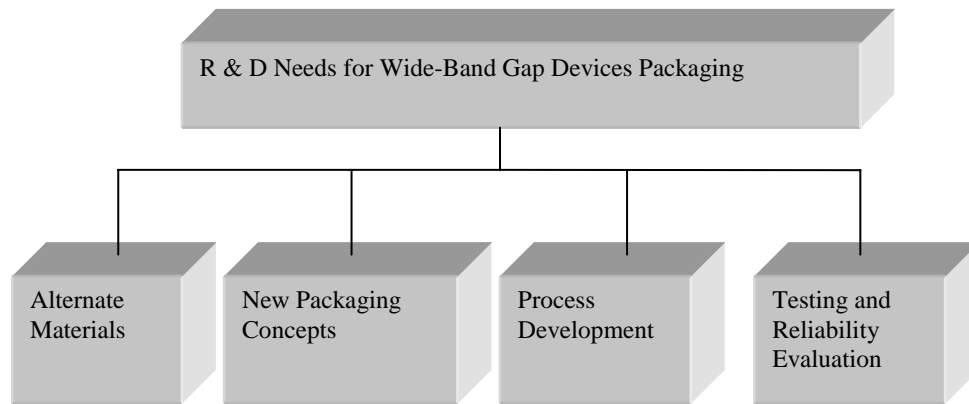 R & D Needs for Wide-Band Gap Devices Packaging
Alternate
Materials
New Packaging
Concepts
Process
Development
Testing and
Reliability
Evaluation